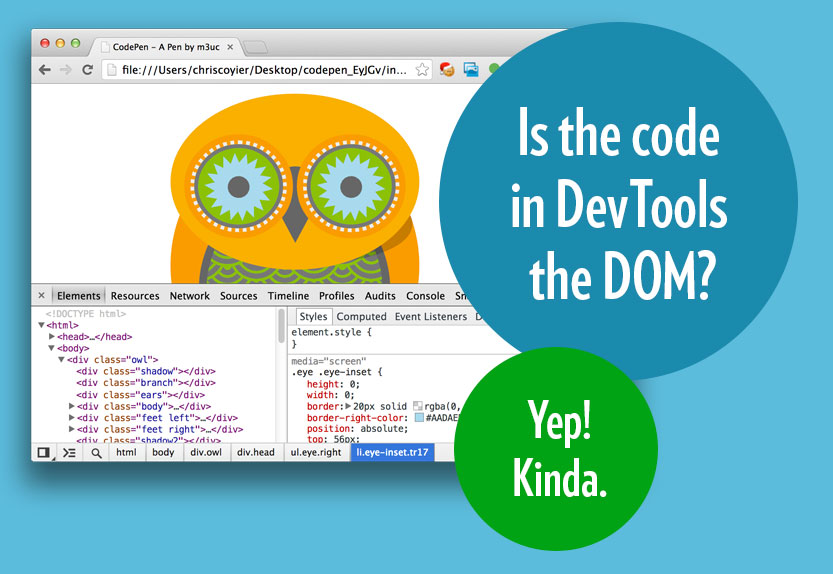 CodePen - A Pen by m3uc
file:///Users/chriscoyier/Desktop/codepen_EyJGv/in...
Is the code
in DevTools
the DOM?
Elements Resources Network Sources Timeline Profiles Audits Console Sn
<!DOCTYPE html>
<html>
<head>…</head>
<body>
<div class="owl">
<div class="shadow"></div>
<div class="branch"></div>
<div class="ears"></div>
<div class="body">…</div>
<div class="feet left">…</div>
<div class="feet right">…</div>
<div class="shadow2"></div>
Styles Computed Event Listeners D
element.style {
}
media="screen"
.eye .eye-inset {
height: 0;
width: 0;
border: 20px solid rgba(0,
border-right-color: #AADAE
position: absolute;
top: 56px;
html body div.owl div.head ul.eye.right li.eye-inset.tr17
Yep!
Kinda.